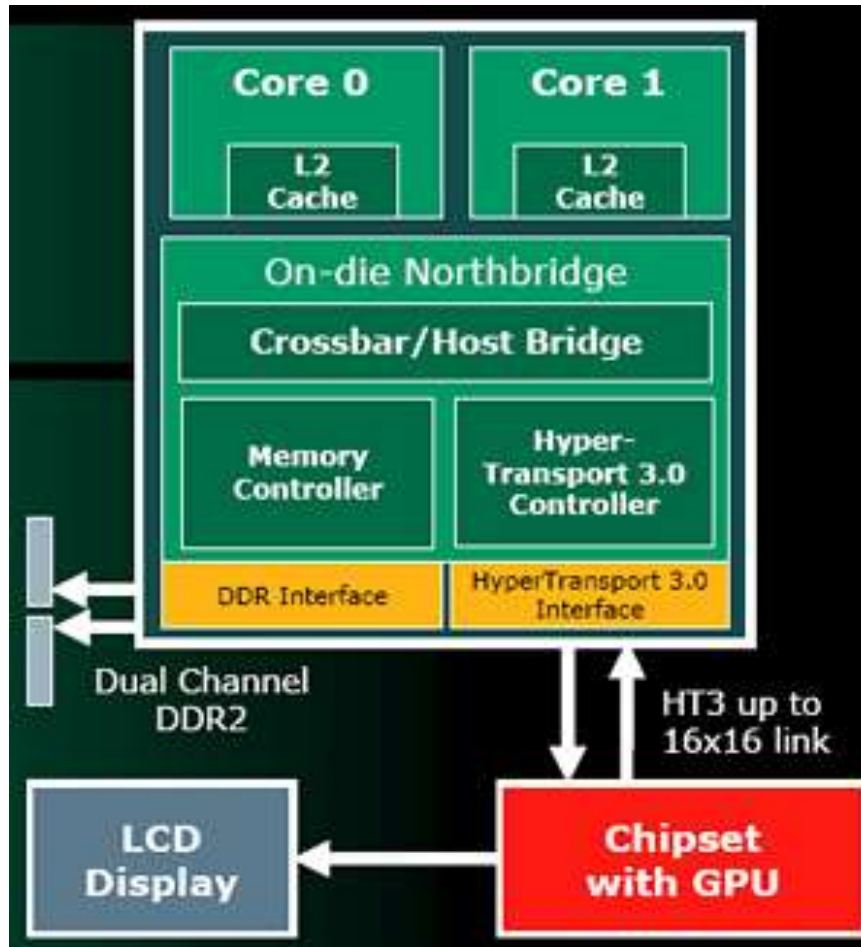 Core 0
Core 1
L2
Cache
L2
Cache
On-die Northbridge
Crossbar/Host Bridge
Memory
Controller
Hyper-
Transport 3.0
Controller
DDR Interface
HyperTransport 3.0
Interface
Dual Channel
DDR2
HT3 up to
16x16 link
LCD
Display
Chipset
with GPU